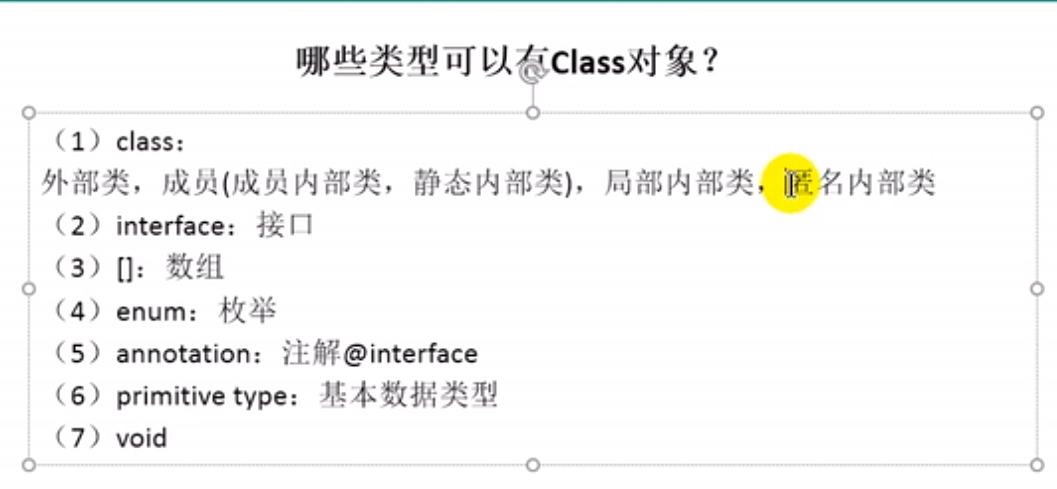 哪些类型可以有Class对象？
（1）class：
外部类，成员(成员内部类，静态内部类)，局部内部类，匿名内部类
（2）interface：接口
（3）[]：数组
（4）enum：枚举
（5）annotation：注解@interface
（6）primitive type：基本数据类型
（7）void